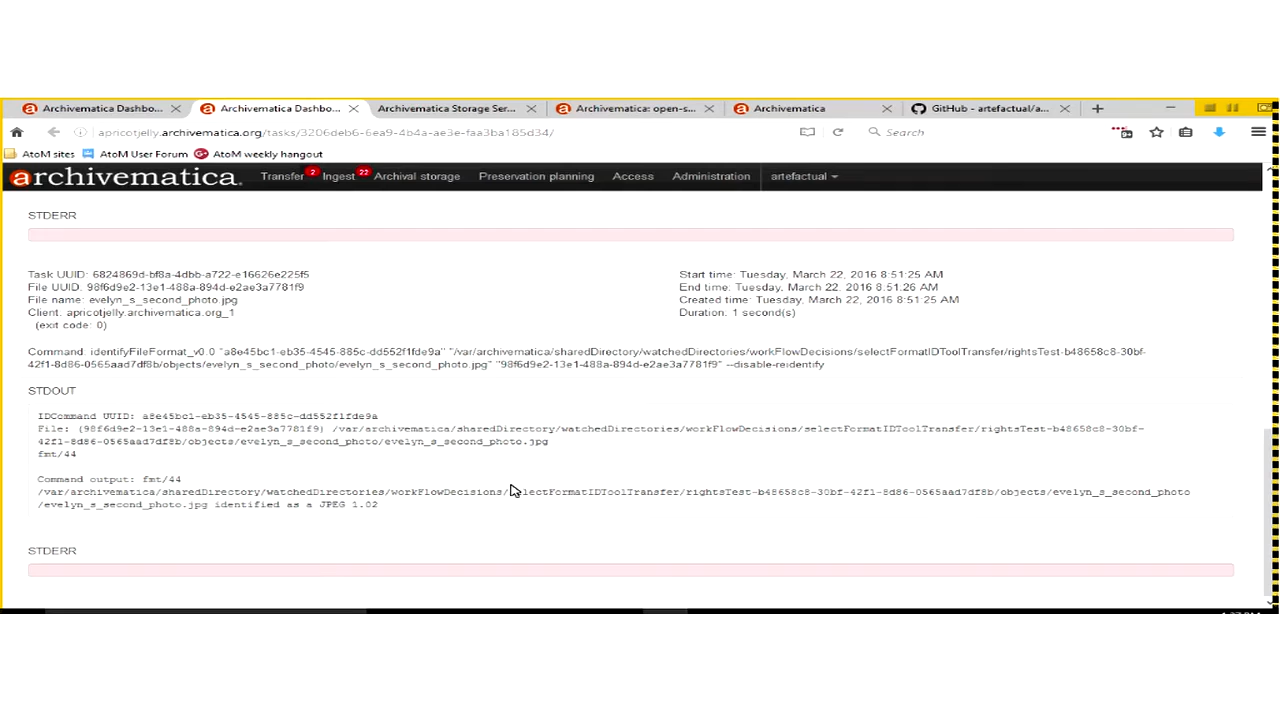 Archivematica Dashbo...
Archivematica Dashbo...
Archivematica Storage Ser...
Archivematica: open-s...
Archivematica
GitHub - artefactual/a...
apricotjelly.archivematica.org/tasks/3206deb6-6ea9-4b4a-ae3e-faa3ba185d34/
Search
AtoM sites
AtoM User Forum
AtoM weekly hangout
archivematica.
Transfer 2
Ingest 22
Archival storage
Preservation planning
Access
Administration
artefactual
STDERR
Task UUID: 6824869d-bf8a-4dbb-a722-e16626e225f5
File UUID: 98f6d9e2-13e1-488a-894d-e2ae3a7781f9
File name: evelyn_s_second_photo.jpg
Client: apricotjelly.archivematica.org_1
(exit code: 0)
Start time: Tuesday, March 22, 2016 8:51:25 AM
End time: Tuesday, March 22, 2016 8:51:26 AM
Created time: Tuesday, March 22, 2016 8:51:25 AM
Duration: 1 second(s)
Command: identifyFileFormat_v0.0 "a8e45bc1-eb35-4545-885c-dd552f1fde9a" "/var/archivematica/sharedDirectory/watchedDirectories/workFlowDecisions/selectFormatIDToolTransfer/rightsTest-b48658c8-30bf-
42f1-8d86-0565aad7df8b/objects/evelyn_s_second_photo/evelyn_s_second_photo.jpg" "98f6d9e2-13e1-488a-894d-e2ae3a7781f9" --disable-reidentify
STDOUT
IDCommand UUID: a8e45bc1-eb35-4545-885c-dd552f1fde9a
File: (98f6d9e2-13e1-488a-894d-e2ae3a7781f9) /var/archivematica/sharedDirectory/watchedDirectories/workFlowDecisions/selectFormatIDToolTransfer/rightsTest-b48658c8-30bf-
42f1-8d86-0565aad7df8b/objects/evelyn_s_second_photo/evelyn_s_second_photo.jpg
fmt/44
Command output: fmt/44
/var/archivematica/sharedDirectory/watchedDirectories/workFlowDecisions/selectFormatIDToolTransfer/rightsTest-b48658c8-30bf-42f1-8d86-0565aad7df8b/objects/evelyn_s_second_photo
/evelyn_s_second_photo.jpg identified as a JPEG 1.02
STDERR